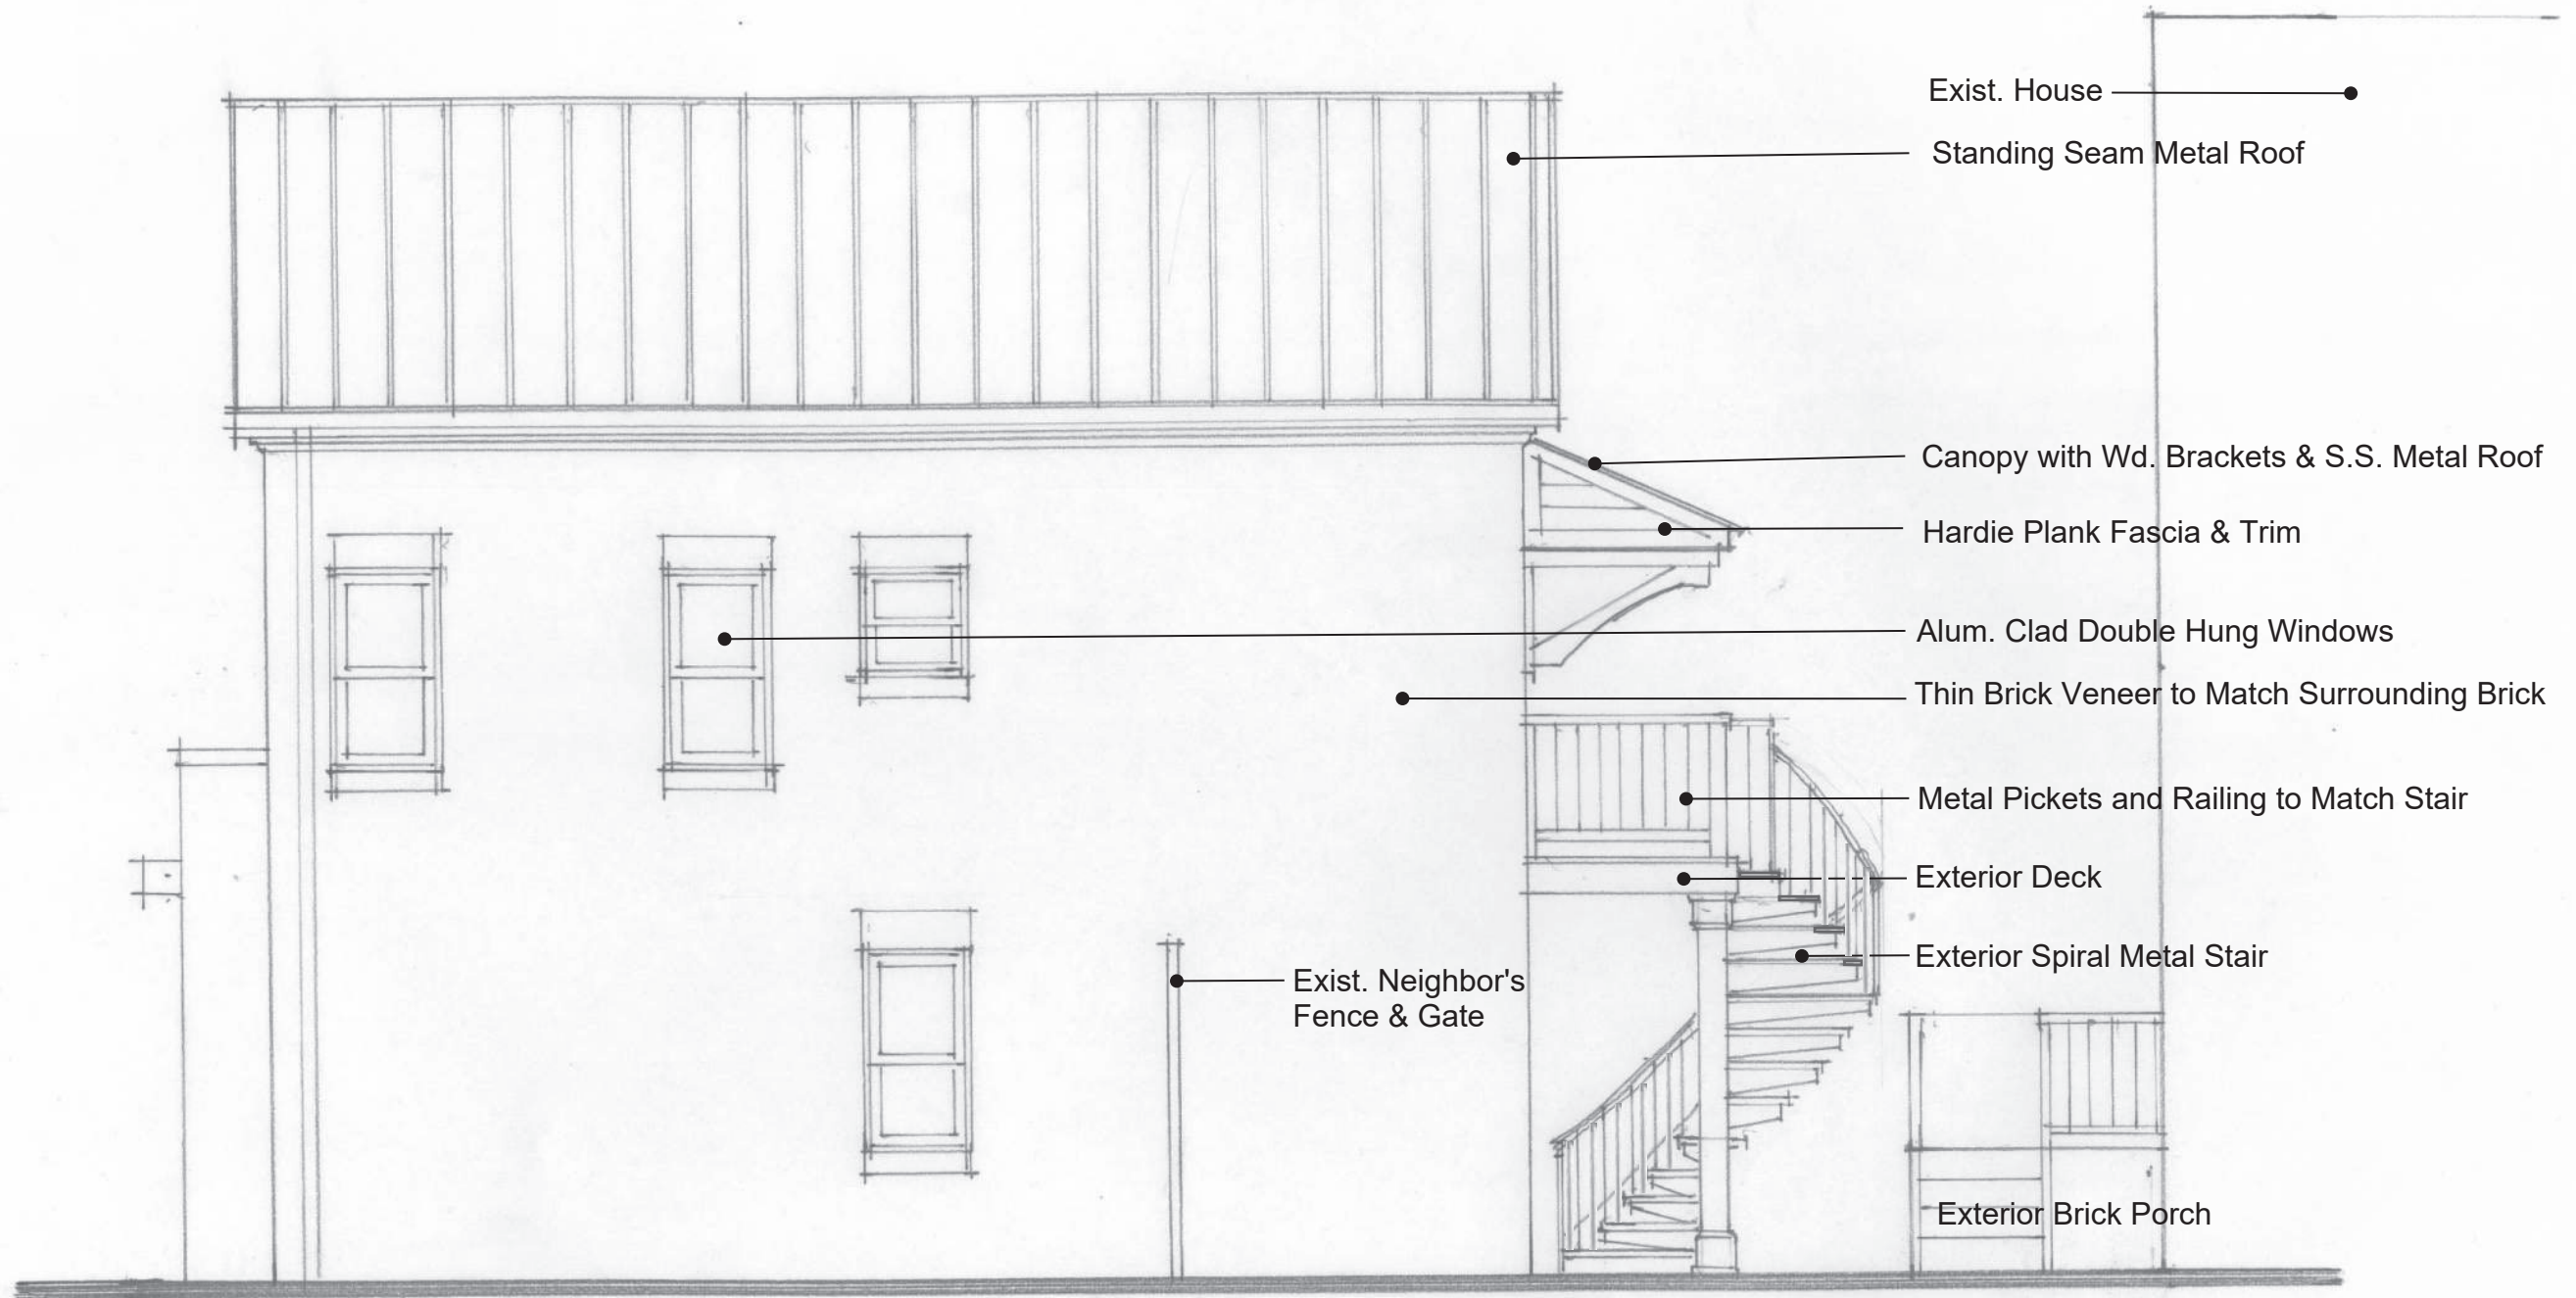 Exist. House
Standing Seam Metal Roof
Canopy with Wd. Brackets & S.S. Metal Roof
Hardie Plank Fascia & Trim
Alum. Clad Double Hung Windows
Thin Brick Veneer to Match Surrounding Brick
Metal Pickets and Railing to Match Stair
Exterior Deck
Exterior Spiral Metal Stair
Exist. Neighbor's
Fence & Gate
Exterior Brick Porch